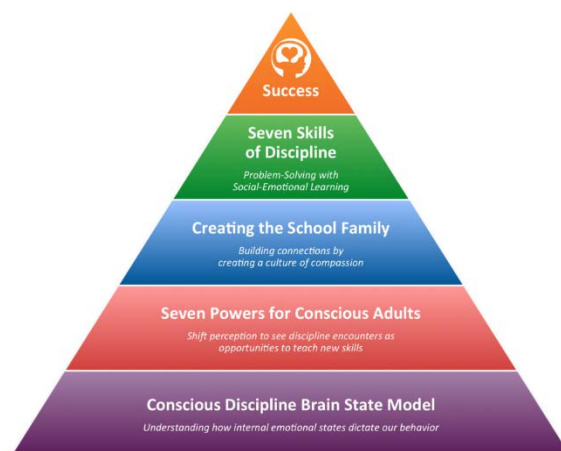 Success
Seven Skills
of Discipline
Problem-Solving with
Social-Emotional Learning
Creating the School Family
Building connections by
creating a culture of compassion
Seven Powers for Conscious Adults
Shift perception to see discipline encounters as
opportunities to teach new skills
Conscious Discipline Brain State Model
Understanding how internal emotional states dictate our behavior